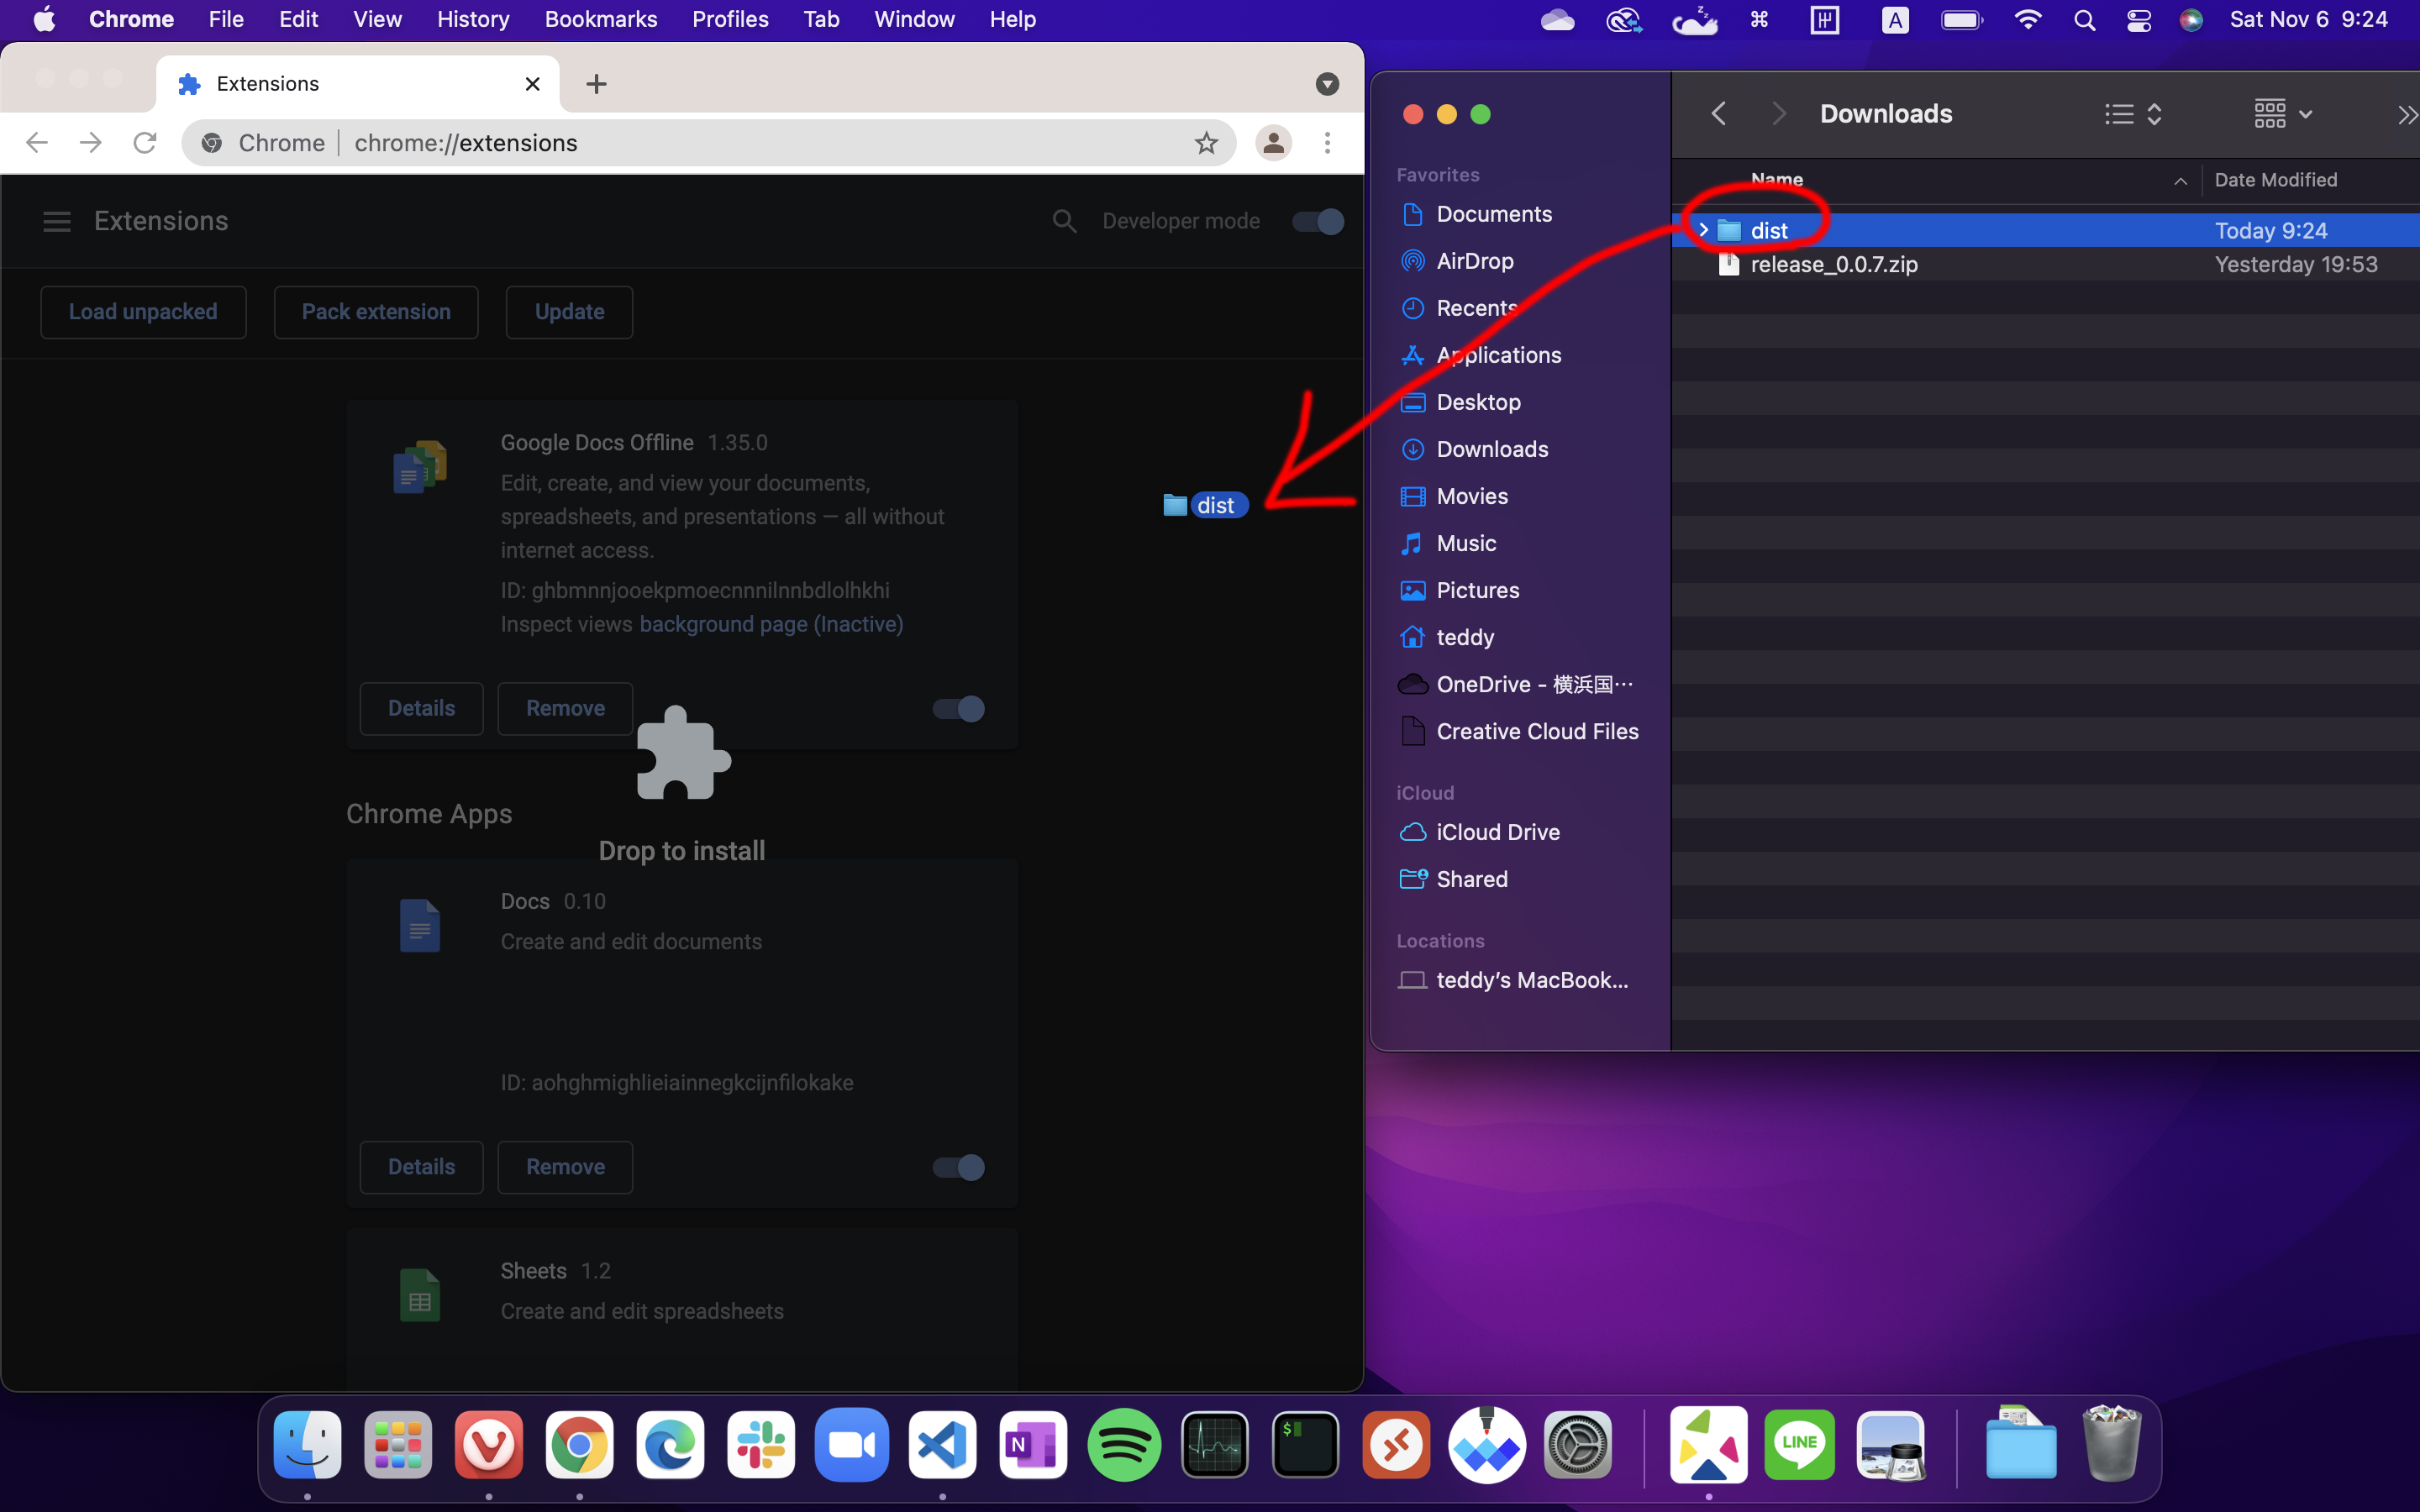 Chrome File Edit View History Bookmarks Profiles Tab Window Help
A Sat Nov 6 9:24
Extensions
Chrome | chrome://extensions
Extensions
Developer mode
Load unpacked
Pack extension
Update
Google Docs Offline 1.35.0
Edit, create, and view your documents,
spreadsheets, and presentations — all without
internet access.
ID: ghbmnnjooekpmoecnnnilnnbdlolhkhi
Inspect views background page (Inactive)
Details
Remove
Chrome Apps
Drop to install
Docs 0.10
Create and edit documents
ID: aohghmighlieiainnegkcijnfilokake
Details
Remove
Sheets 1.2
Create and edit spreadsheets
dist
Favorites
Documents
AirDrop
Recents
Applications
Desktop
Downloads
Movies
Music
Pictures
teddy
OneDrive - 横浜国…
Creative Cloud Files
iCloud
iCloud Drive
Shared
Locations
teddy’s MacBook...
Downloads
Name
Date Modified
dist
Today 9:24
release_0.0.7.zip
Yesterday 19:53
N
$
LINE